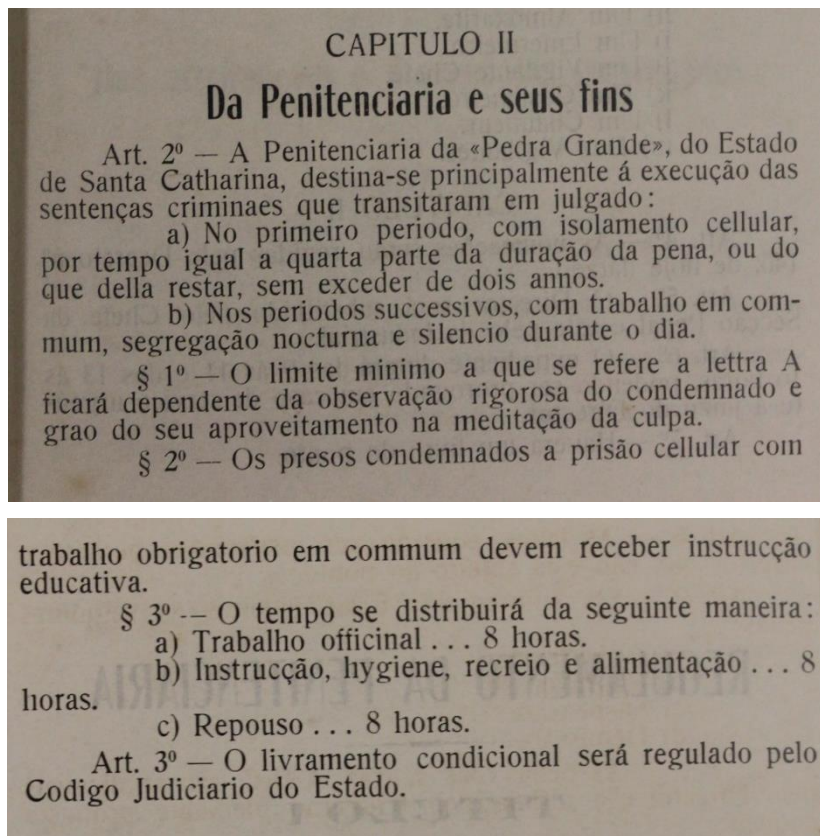 CAPITULO II
Da Penitenciaria e seus fins
Art. 2º — A Penitenciaria da «Pedra Grande», do Estado
de Santa Catharina, destina-se principalmente á execução das
sentenças criminaes que transitaram em julgado:
a) No primeiro periodo, com isolamento cellular,
por tempo igual a quarta parte da duração da pena, ou do
que della restar, sem exceder de dois annos.
b) Nos periodos successivos, com trabalho em com-
mum, segregação nocturna e silencio durante o dia.
§ 1º — O limite minimo a que se refere a lettra A
ficará dependente da observação rigorosa do condemnado e
grao do seu aproveitamento na meditação da culpa.
§ 2º — Os presos condemnados a prisão cellular com
trabalho obrigatorio em commum devem receber instrucção
educativa.
§ 3º -— O tempo se distribuirá da seguinte maneira:
a) Trabalho officinal . . . 8 horas.
b) Instrucção, hygiene, recreio e alimentação . . . 8
horas.
c) Repouso . . . 8 horas.
Art. 3º — O livramento condicional será regulado pelo
Codigo Judiciario do Estado.